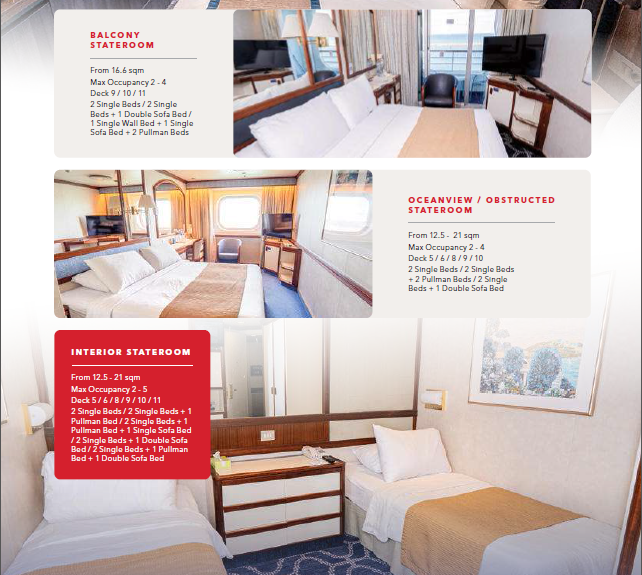 BALCONY
STATEROOM
From 16.6 sqm
Max Occupancy 2 - 4
Deck 9 / 10 / 11
2 Single Beds / 2 Single
Beds + 1 Double Sofa Bed /
1 Single Wall Bed + 1 Single
Sofa Bed + 2 Pullman Beds
OCEANVIEW / OBSTRUCTED
STATEROOM
From 12.5 - 21 sqm
Max Occupancy 2 - 4
Deck 5 / 6 / 8 / 9 / 10
2 Single Beds / 2 Single Beds
+ 2 Pullman Beds / 2 Single
Beds + 1 Double Sofa Bed
INTERIOR STATEROOM
From 12.5 - 21 sqm
Max Occupancy 2 - 5
Deck 5 / 6 / 8 / 9 / 10 / 11
2 Single Beds / 2 Single Beds + 1
Pullman Bed / 2 Single Beds + 1
Pullman Bed + 1 Single Sofa Bed
/ 2 Single Beds + 1 Double Sofa
Bed / 2 Single Beds + 1 Pullman
Bed + 1 Double Sofa Bed